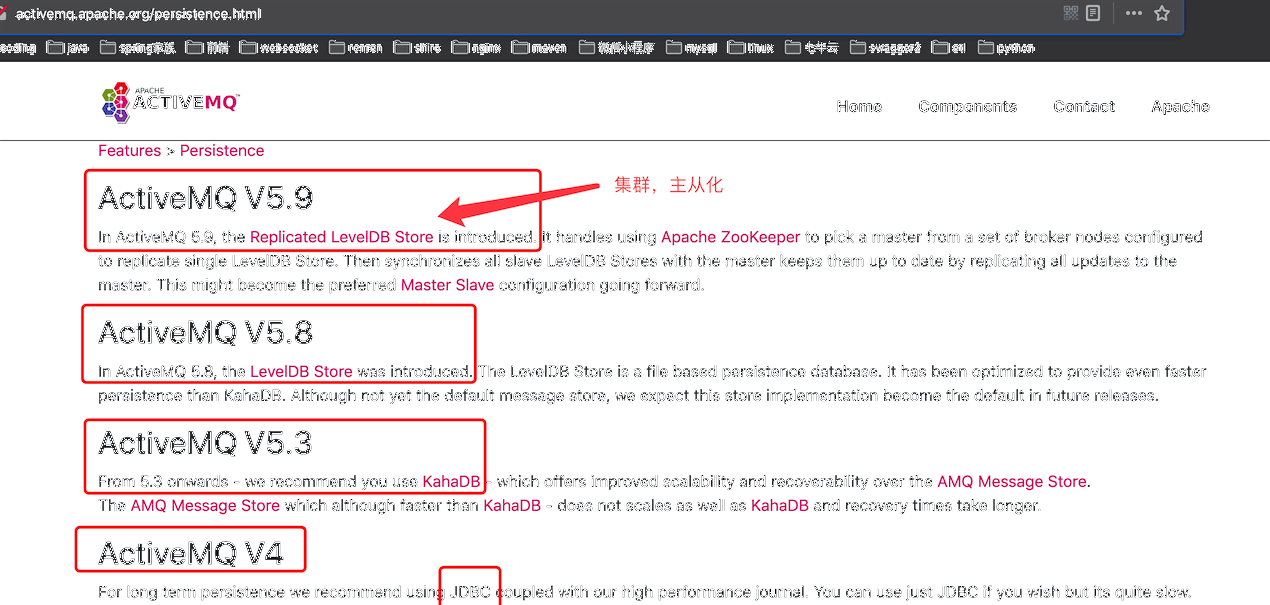 activemq.apache.org/persistence.html
coding java spring家族 前端 websocket renren shiro nginx maven 微信小程序 mysql linux 七牛云 swagger2 ssl python
APACHE
ACTIVEMQ™
Home Components Contact Apache
Features > Persistence
ActiveMQ V5.9
集群，主从化
In ActiveMQ 5.9, the Replicated LevelDB Store is introduced. It handles using Apache ZooKeeper to pick a master from a set of broker nodes configured
to replicate single LevelDB Store. Then synchronizes all slave LevelDB Stores with the master keeps them up to date by replicating all updates to the
master. This might become the preferred Master Slave configuration going forward.
ActiveMQ V5.8
In ActiveMQ 5.8, the LevelDB Store was introduced. The LevelDB Store is a file based persistence database. It has been optimized to provide even faster
persistence than KahaDB. Although not yet the default message store, we expect this store implementation become the default in future releases.
ActiveMQ V5.3
From 5.3 onwards - we recommend you use KahaDB - which offers improved scalability and recoverability over the AMQ Message Store.
The AMQ Message Store which although faster than KahaDB - does not scales as well as KahaDB and recovery times take longer.
ActiveMQ V4
For long term persistence we recommend using JDBC coupled with our high performance journal. You can use just JDBC if you wish but its quite slow.